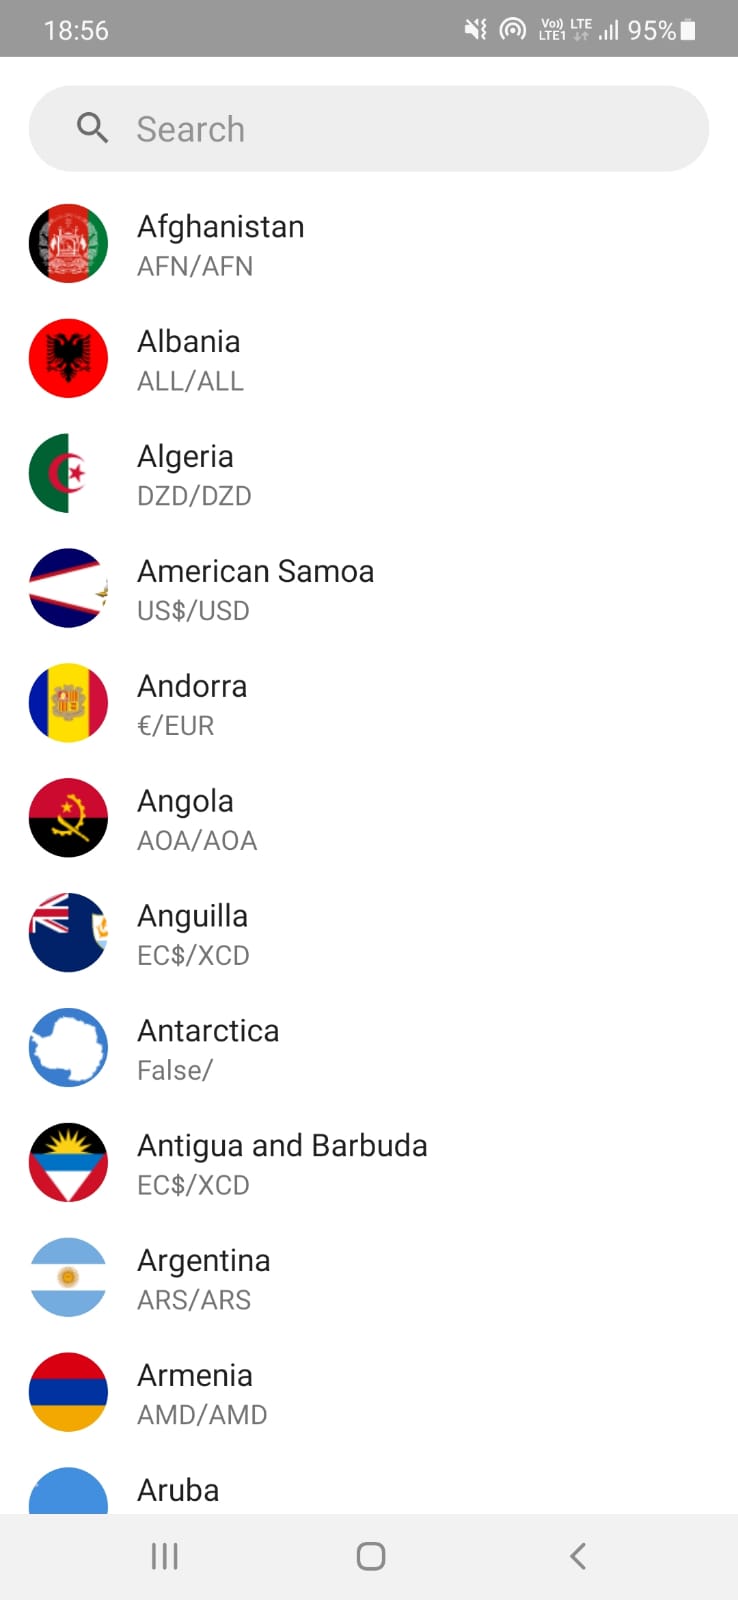 18:56
Vo)) LTE
LTE1
95%
Search
Afghanistan
AFN/AFN
Albania
ALL/ALL
Algeria
DZD/DZD
American Samoa
US$/USD
Andorra
€/EUR
Angola
AOA/AOA
Anguilla
EC$/XCD
Antarctica
False/
Antigua and Barbuda
EC$/XCD
Argentina
ARS/ARS
Armenia
AMD/AMD
Aruba